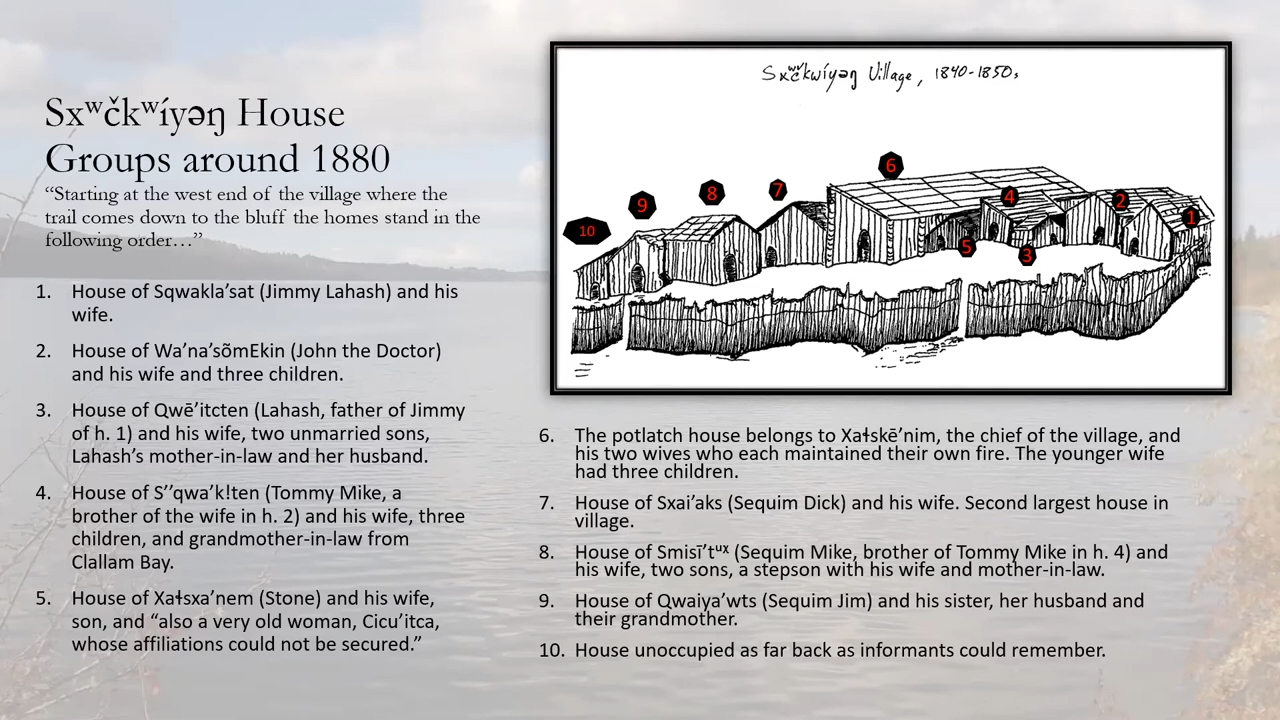 Sxʷčkʷíyəŋ House
Groups around 1880
“Starting at the west end of the village where the
trail comes down to the bluff the homes stand in the
following order…”
1. House of Sqwakla’sat (Jimmy Lahash) and his
wife.
2. House of Wa’na’sõmEkin (John the Doctor)
and his wife and three children.
3. House of Qwē’itcten (Lahash, father of Jimmy
of h. 1) and his wife, two unmarried sons,
Lahash’s mother-in-law and her husband.
4. House of S’’qwa’k!ten (Tommy Mike, a
brother of the wife in h. 2) and his wife, three
children, and grandmother-in-law from
Clallam Bay.
5. House of Xaɬsxa’nem (Stone) and his wife,
son, and “also a very old woman, Cicu’itca,
whose affiliations could not be secured.”
Sxʷčkwíyəŋ Village, 1840-1850s
6
8
7
9
4
2
10
1
5
3
6. The potlatch house belongs to Xaɬskē’nim, the chief of the village, and
his two wives who each maintained their own fire. The younger wife
had three children.
7. House of Sxai’aks (Sequim Dick) and his wife. Second largest house in
village.
8. House of Smisī’tᵘˣ (Sequim Mike, brother of Tommy Mike in h. 4) and
his wife, two sons, a stepson with his wife and mother-in-law.
9. House of Qwaiya’wts (Sequim Jim) and his sister, her husband and
their grandmother.
10. House unoccupied as far back as informants could remember.